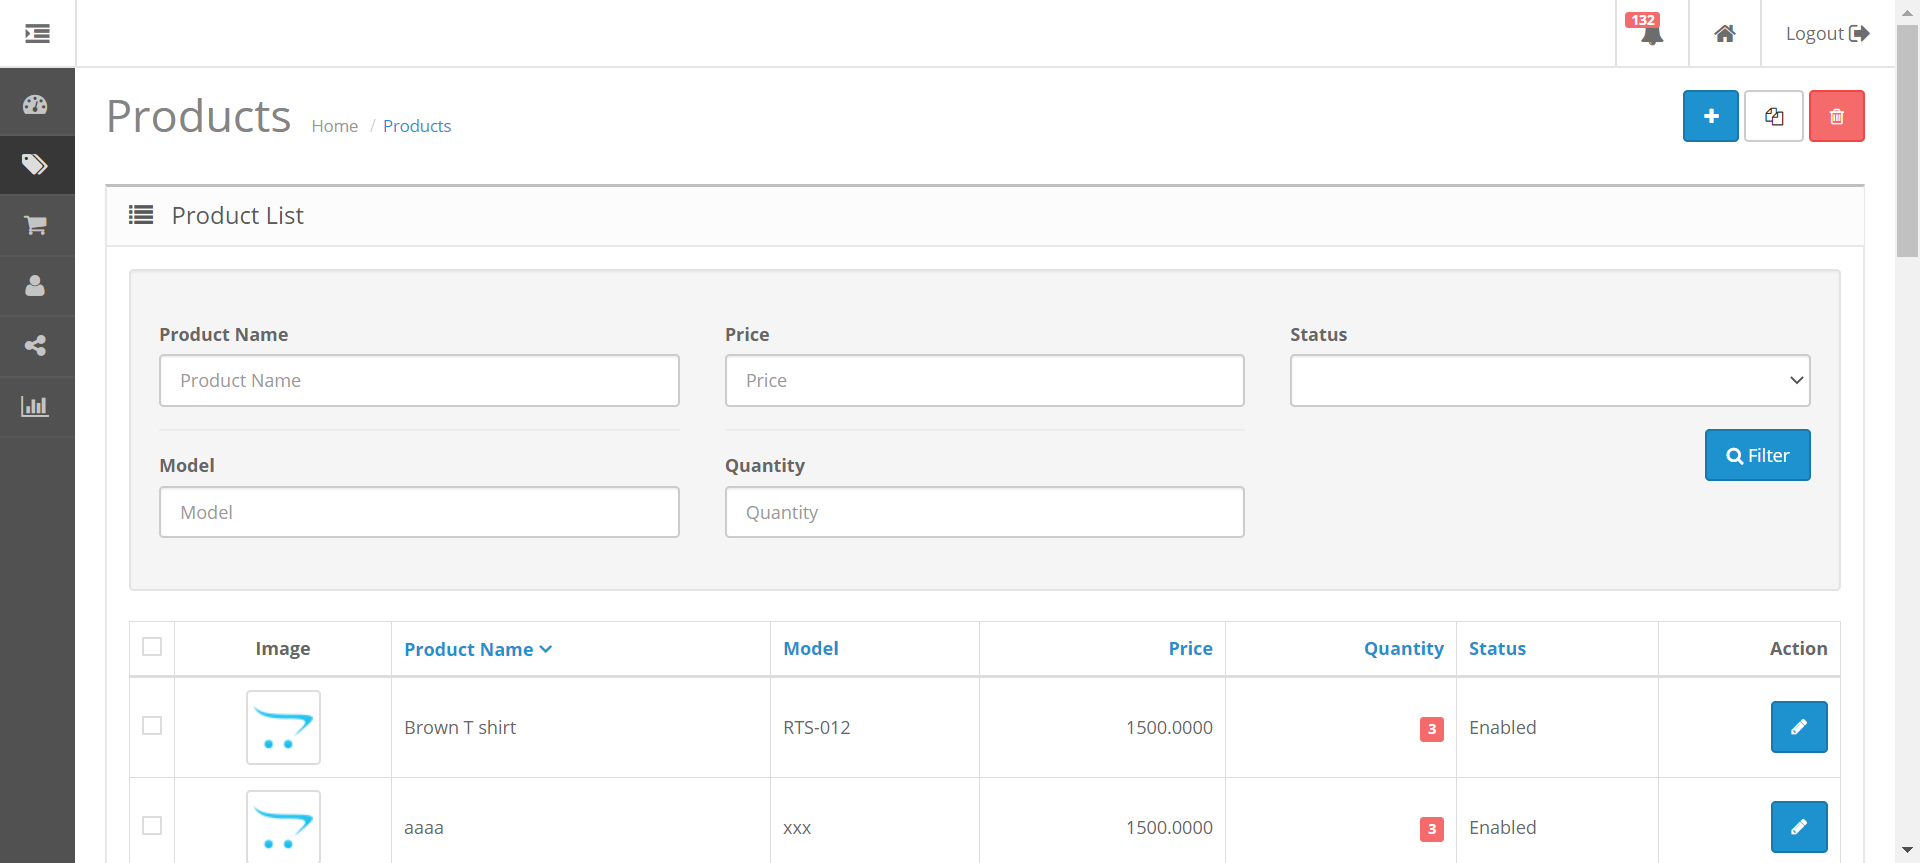 132
Logout
Products
Home / Products
Product List
Product Name
Price
Status
Product Name
Price
Model
Quantity
Filter
Model
Quantity
Image
Product Name
Model
Price
Quantity
Status
Action
Brown T shirt
RTS-012
1500.0000
3
Enabled
aaaa
xxx
1500.0000
3
Enabled